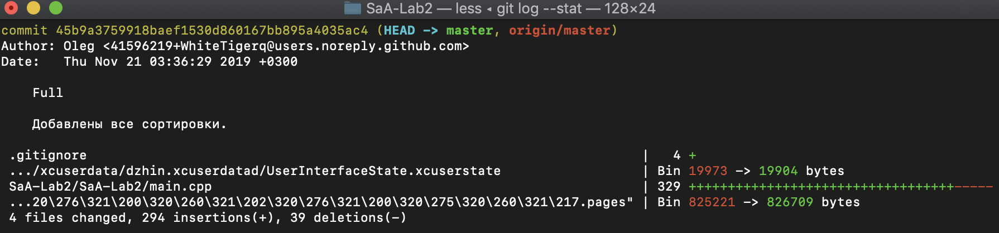 SaA-Lab2 — less ◂ git log --stat — 128×24
commit 45b9a3759918baef1530d860167bb895a4035ac4 (HEAD -> master, origin/master)
Author: Oleg <41596219+WhiteTigerq@users.noreply.github.com>
Date:   Thu Nov 21 03:36:29 2019 +0300
Full
Добавлены все сортировки.
.gitignore | 4 +
.../xcuserdata/dzhin.xcuserdatad/UserInterfaceState.xcuserstate | Bin 19973 -> 19904 bytes
SaA-Lab2/SaA-Lab2/main.cpp | 329 ++++++++++++++++++++++++++++++++++-----
...20\276\321\200\320\260\321\202\320\276\321\200\320\275\320\260\321\217.pages" | Bin 825221 -> 826709 bytes
4 files changed, 294 insertions(+), 39 deletions(-)